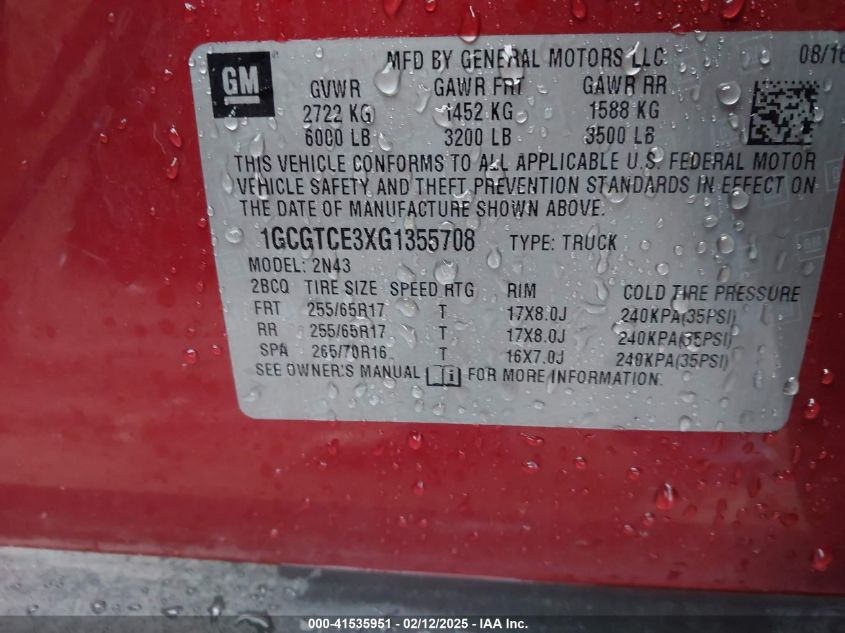 GM
MFD BY GENERAL MOTORS LLC 08/16
GVWR GAWR FRT GAWR RR
2722 KG 1452 KG 1588 KG
6000 LB 3200 LB 3500 LB
THIS VEHICLE CONFORMS TO ALL APPLICABLE U.S. FEDERAL MOTOR
VEHICLE SAFETY, AND THEFT PREVENTION STANDARDS IN EFFECT ON
THE DATE OF MANUFACTURE SHOWN ABOVE.
1GCGTCE3XG1355708 TYPE: TRUCK
MODEL: 2N43
2BCQ TIRE SIZE SPEED RTG RIM COLD TIRE PRESSURE
FRT 255/65R17 T 17X8.0J 240KPA(35PSI)
RR 255/65R17 T 17X8.0J 240KPA(35PSI)
SPA 265/70R16 T 16X7.0J 240KPA(35PSI)
SEE OWNER'S MANUAL i FOR MORE INFORMATION.
000-41535951 - 02/12/2025 - © IAA Inc.